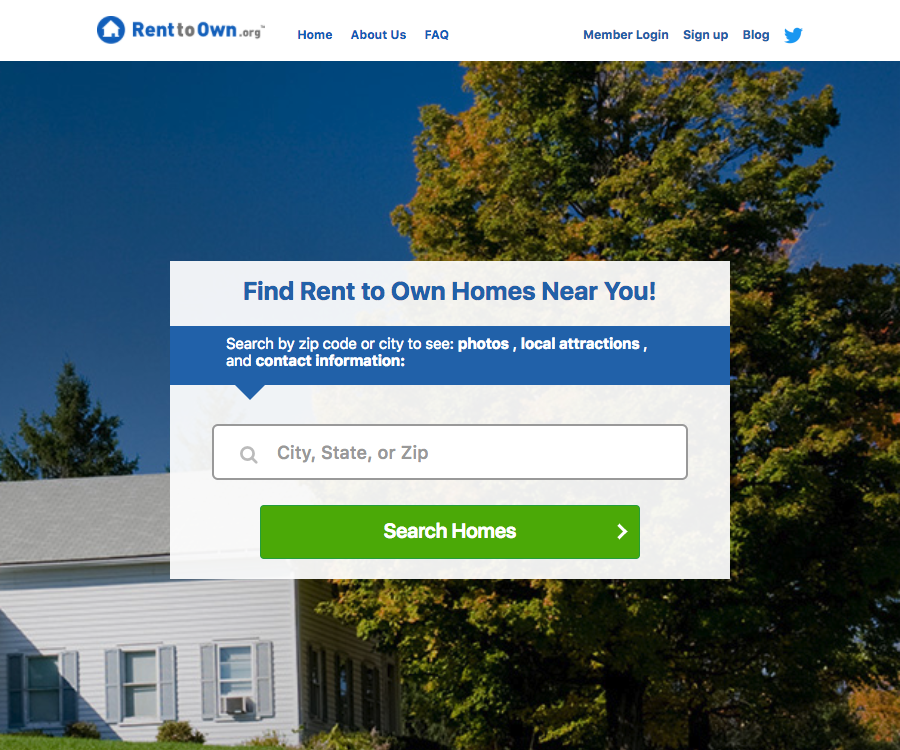 RenttoOwn.org™
Home About Us FAQ
Member Login Sign up Blog
Find Rent to Own Homes Near You!
Search by zip code or city to see: photos , local attractions ,
and contact information:
City, State, or Zip
Search Homes